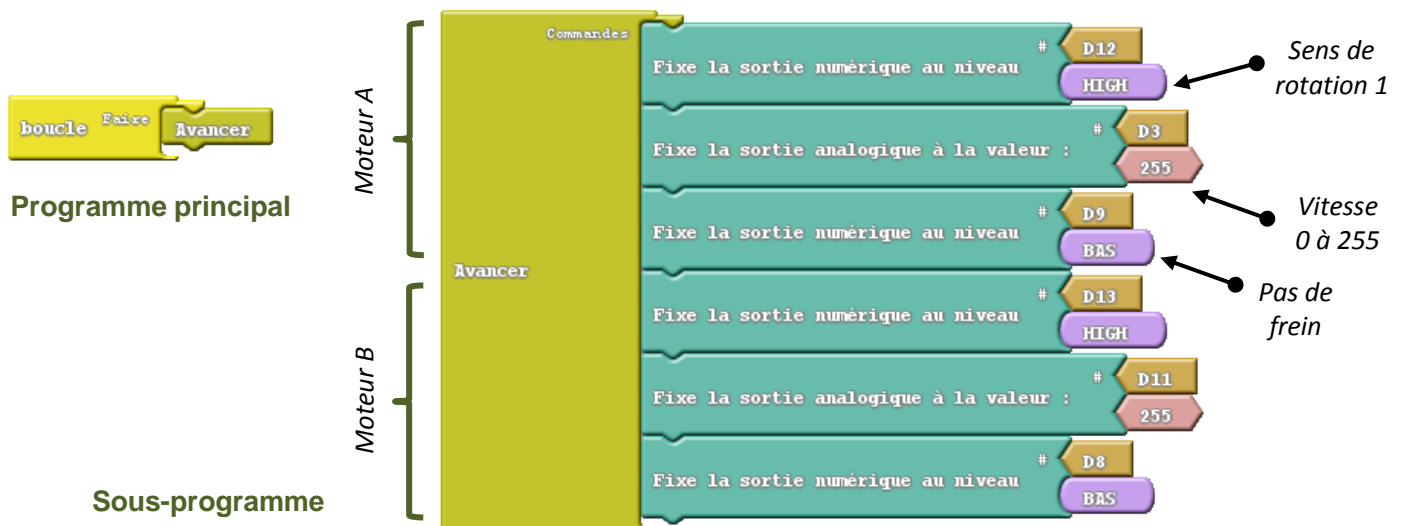 boucle Faire Avancer
Programme principal
Moteur A
Moteur B
Sous-programme
Avancer
Commandes
Fixe la sortie numérique au niveau # D12
HIGH
Fixe la sortie analogique à la valeur : # D3
255
Fixe la sortie numérique au niveau # D9
BAS
Fixe la sortie numérique au niveau # D13
HIGH
Fixe la sortie analogique à la valeur : # D11
255
Fixe la sortie numérique au niveau # D8
BAS
Sens de
rotation 1
Vitesse
0 à 255
Pas de
frein